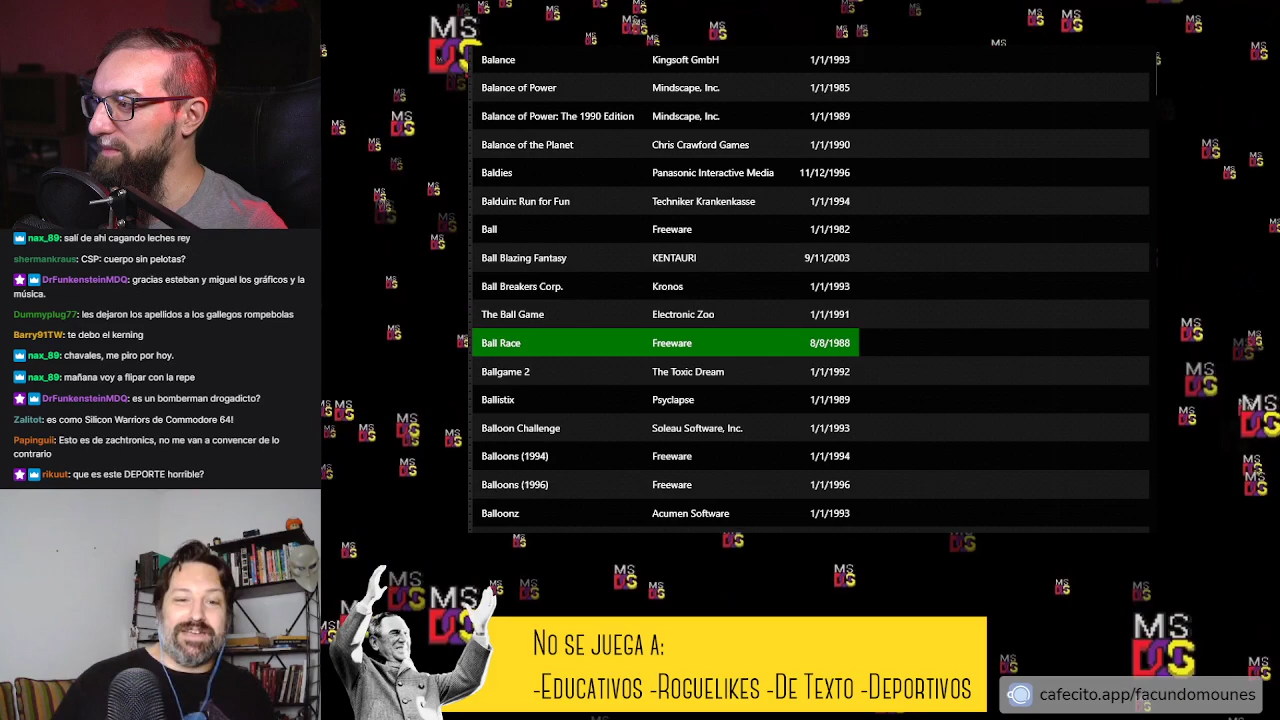 nax_89: salí de ahI cagando leches rey
shermankraus: CSP: cuerpo sin pelotas?
DrFunkensteinMDQ: gracias esteban y miguel los gráficos y la
música.
Dummyplug77: les dejaron los apellidos a los gallegos rompebolas
Barry91TW: te debo el kerning
nax_89: chavales, me piro por hoy.
nax_89: mañana voy a flipar con la repe
DrFunkensteinMDQ: es un bomberman drogadicto?
Zalitot: es como Silicon Warriors de Commodore 64!
Papinguii: Esto es de zachtronics, no me van a convencer de lo
contrario
rikuut: que es este DEPORTE horrible?
MS
DOS
Balance Kingsoft GmbH 1/1/1993
Balance of Power Mindscape, Inc. 1/1/1985
Balance of Power: The 1990 Edition Mindscape, Inc. 1/1/1989
Balance of the Planet Chris Crawford Games 1/1/1990
Baldies Panasonic Interactive Media 11/12/1996
Balduin: Run for Fun Techniker Krankenkasse 1/1/1994
Ball Freeware 1/1/1982
Ball Blazing Fantasy KENTAURI 9/11/2003
Ball Breakers Corp. Kronos 1/1/1993
The Ball Game Electronic Zoo 1/1/1991
Ball Race Freeware 8/8/1988
Ballgame 2 The Toxic Dream 1/1/1992
Ballistix Psyclapse 1/1/1989
Balloon Challenge Soleau Software, Inc. 1/1/1993
Balloons (1994) Freeware 1/1/1994
Balloons (1996) Freeware 1/1/1996
Balloonz Acumen Software 1/1/1993
No se juega a:
-Educativos -Roguelikes -De Texto -Deportivos
MS
DOS
cafecito.app/facundomounes